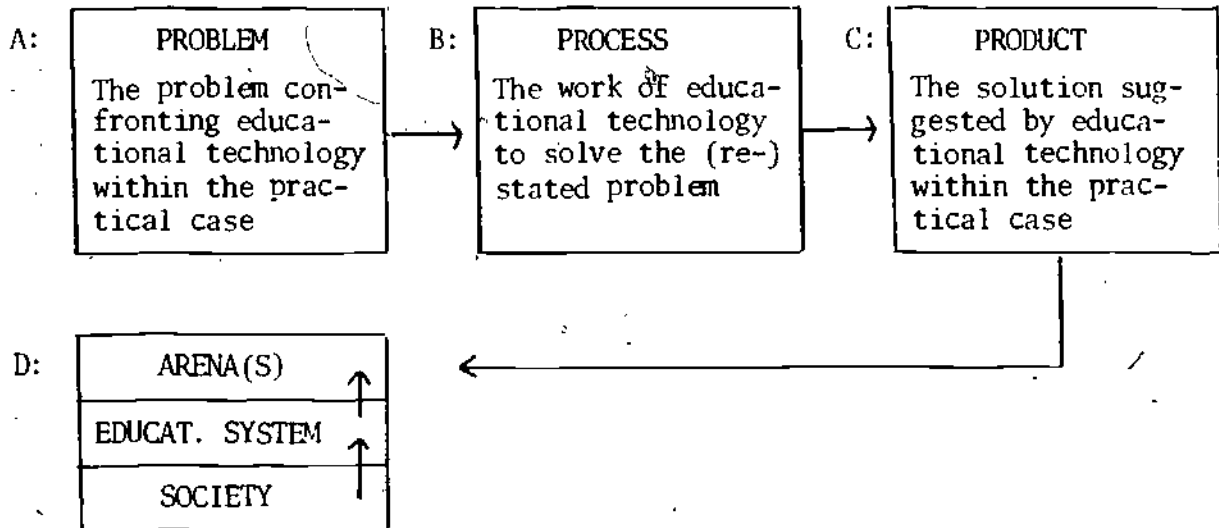 A:
PROBLEM
The problem con-
fronting educa-
tional technology
within the prac-
tical case
B:
PROCESS
The work of educa-
tional technology
to solve the (re-)
stated problem
C:
PRODUCT
The solution sug-
gested by educa-
tional technology
within the prac-
tical case
D:
ARENA(S)
EDUCAT. SYSTEM
SOCIETY